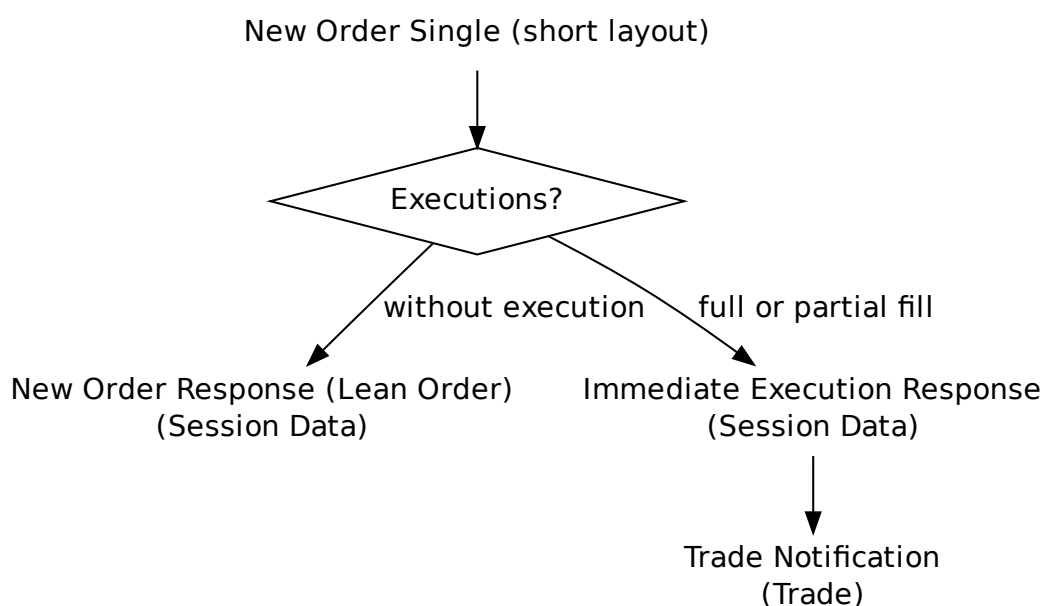 New Order Single (short layout)
Executions?
without execution
full or partial fill
New Order Response (Lean Order)
(Session Data)
Immediate Execution Response
(Session Data)
Trade Notification
(Trade)